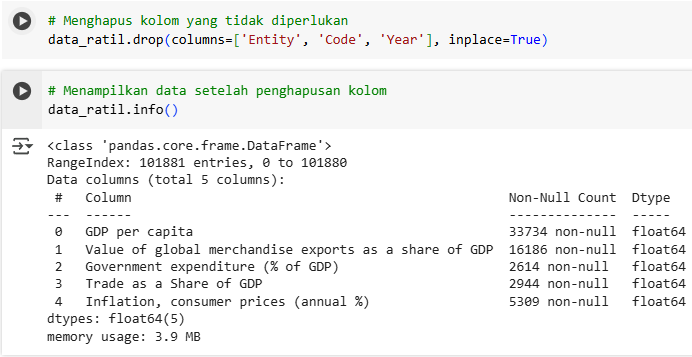 # Menghapus kolom yang tidak diperlukan
data_ratil.drop(columns=['Entity', 'Code', 'Year'], inplace=True)
# Menampilkan data setelah penghapusan kolom
data_ratil.info()
<class 'pandas.core.frame.DataFrame'>
RangeIndex: 101881 entries, 0 to 101880
Data columns (total 5 columns):
 #   Column                                                Non-Null Count  Dtype
---  ------                                                --------------  -----
 0   GDP per capita                                        33734 non-null  float64
 1   Value of global merchandise exports as a share of GDP  16186 non-null  float64
 2   Government expenditure (% of GDP)                     2614 non-null   float64
 3   Trade as a Share of GDP                               2944 non-null   float64
 4   Inflation, consumer prices (annual %)                 5309 non-null   float64
dtypes: float64(5)
memory usage: 3.9 MB